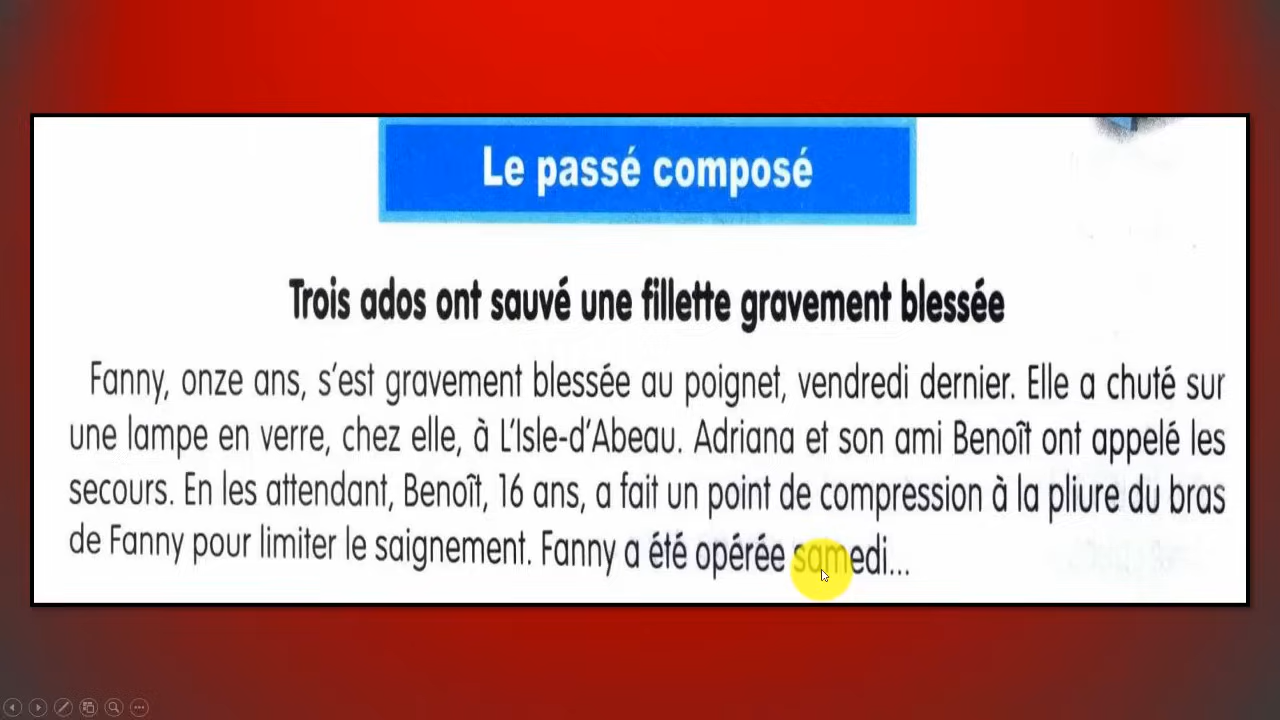 Le passé composé
Trois ados ont sauvé une fillette gravement blessée
Fanny, onze ans, s'est gravement blessée au poignet, vendredi dernier. Elle a chuté sur
une lampe en verre, chez elle, à L'Isle-d'Abeau. Adriana et son ami Benoît ont appelé les
secours. En les attendant, Benoît, 16 ans, a fait un point de compression à la pliure du bras
de Fanny pour limiter le saignement. Fanny a été opérée samedi...